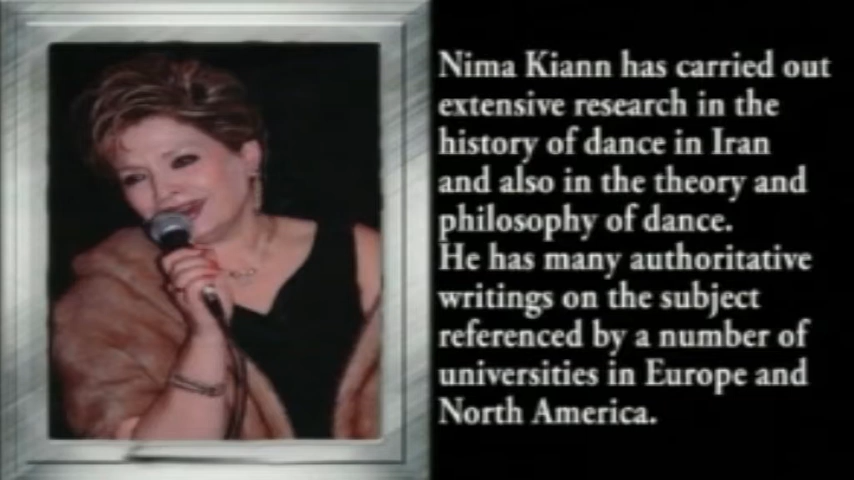 Nima Kiann has carried out
extensive research in the
history of dance in Iran
and also in the theory and
philosophy of dance.
He has many authoritative
writings on the subject
referenced by a number of
universities in Europe and
North America.